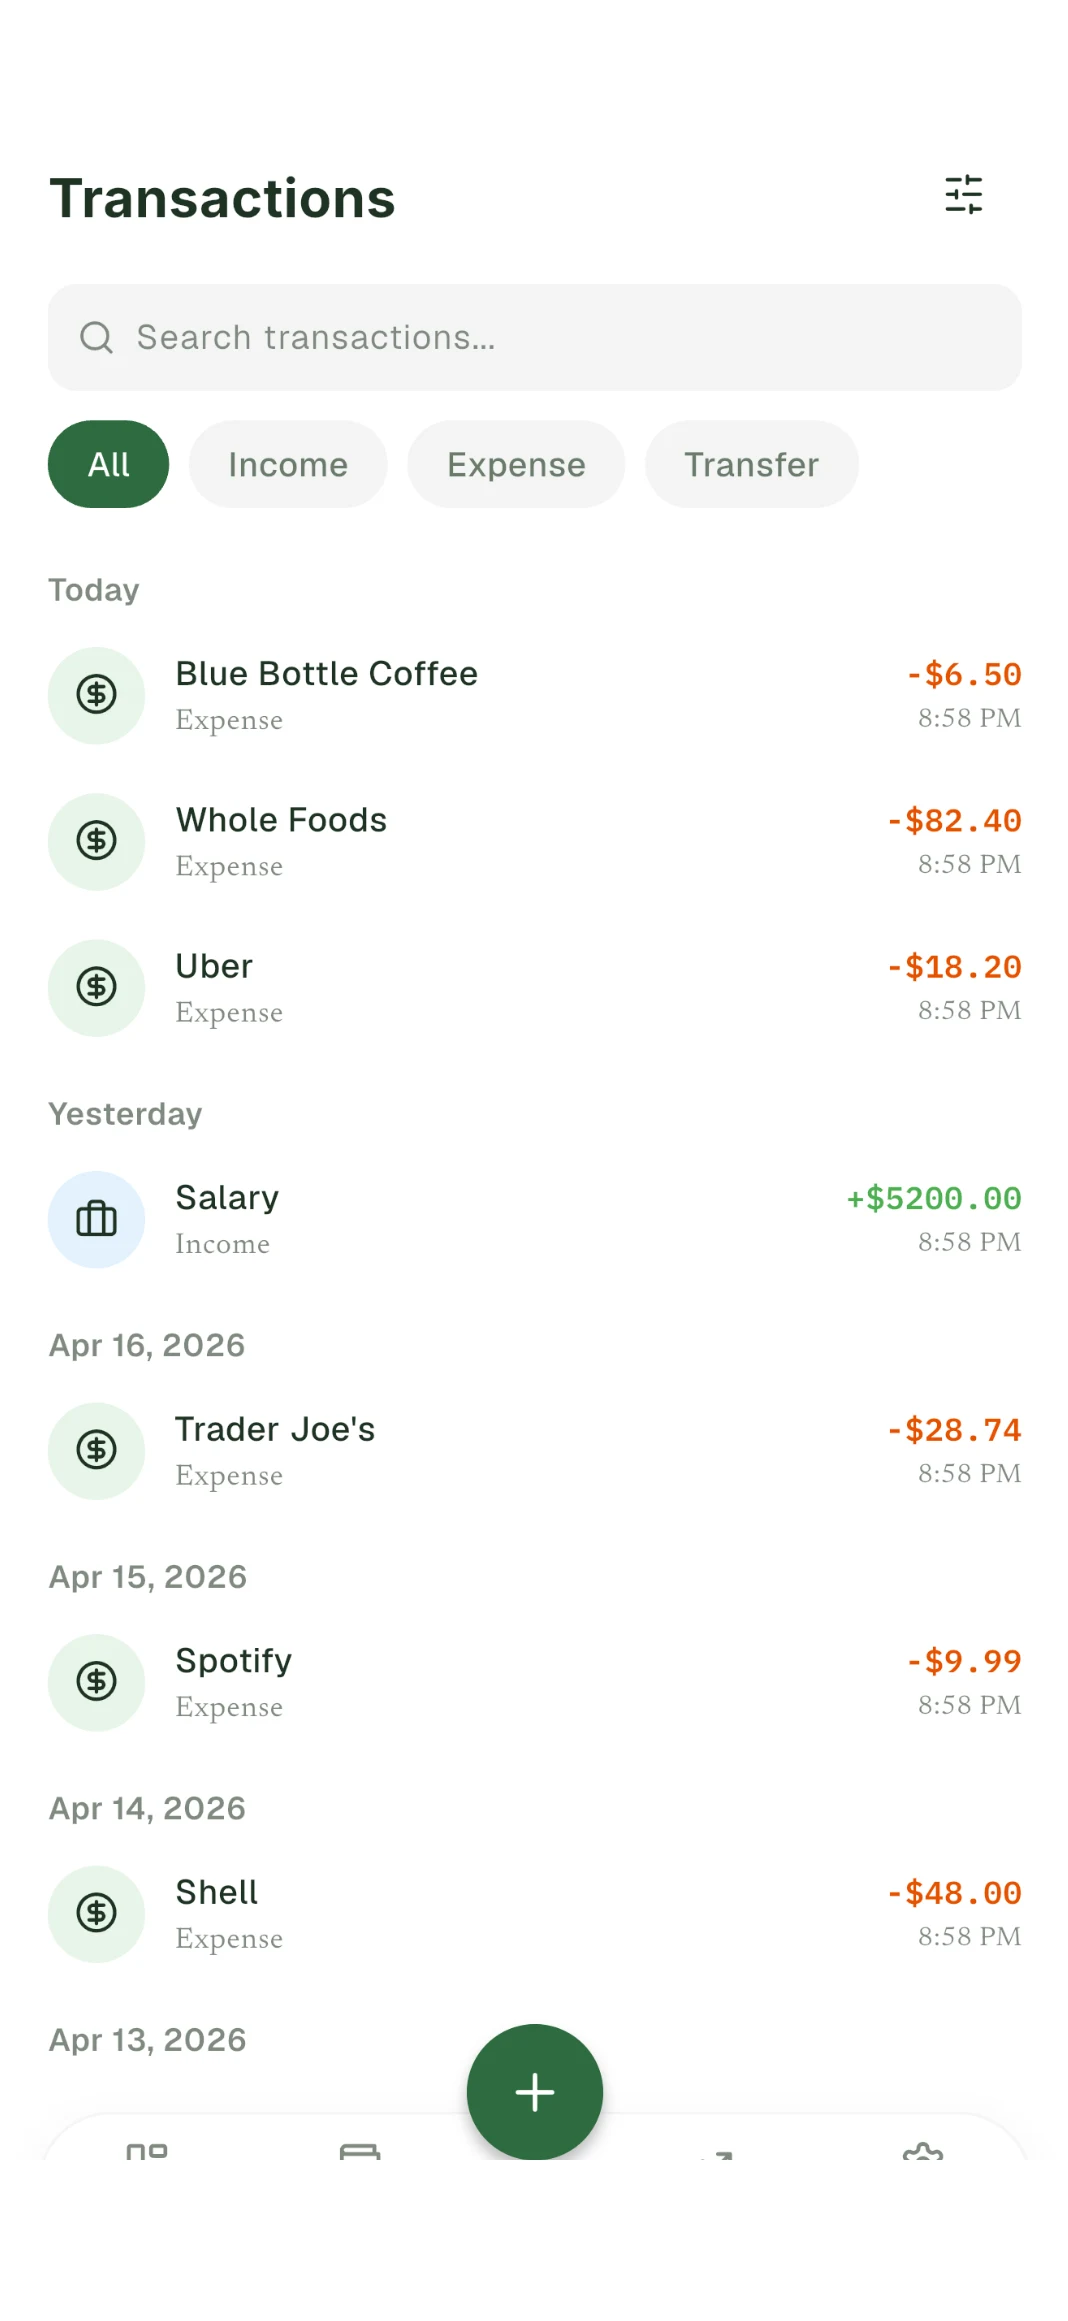 Transactions
Search transactions...
All Income Expense Transfer
Today
Blue Bottle Coffee -$6.50
Expense 8:58 PM
Whole Foods -$82.40
Expense 8:58 PM
Uber -$18.20
Expense 8:58 PM
Yesterday
Salary +$5200.00
Income 8:58 PM
Apr 16, 2026
Trader Joe's -$28.74
Expense 8:58 PM
Apr 15, 2026
Spotify -$9.99
Expense 8:58 PM
Apr 14, 2026
Shell -$48.00
Expense 8:58 PM
Apr 13, 2026